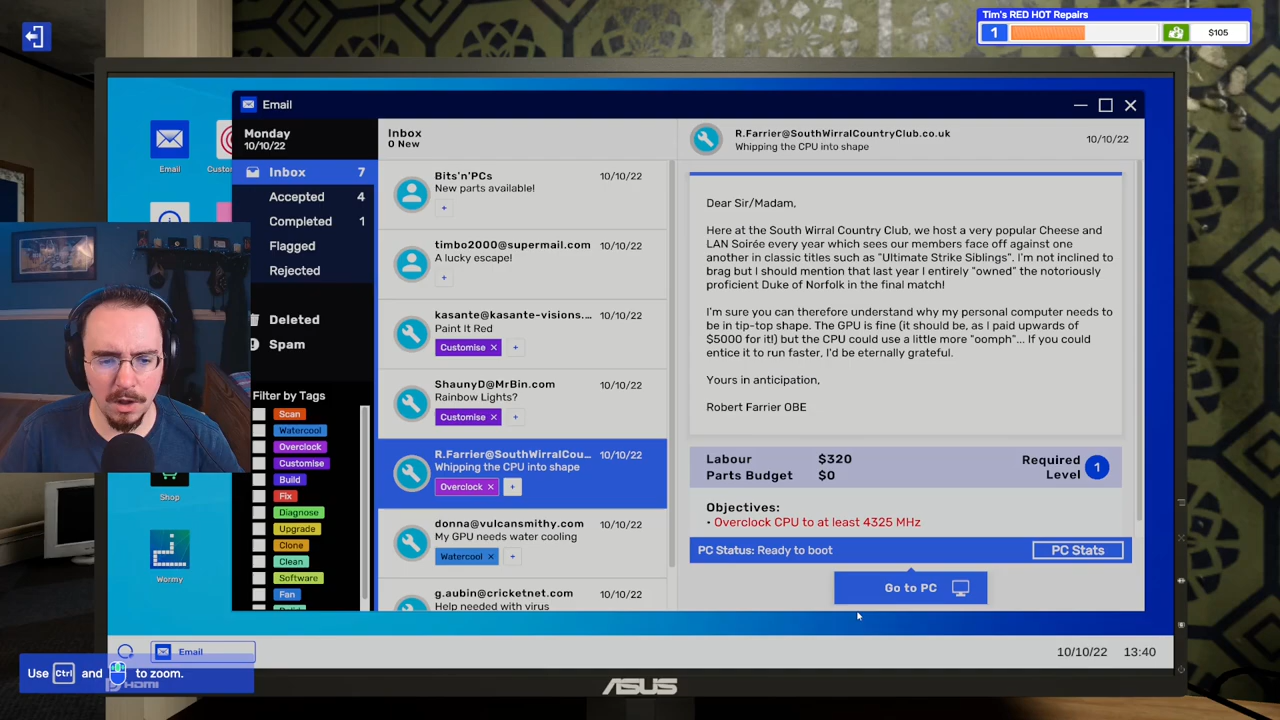 Tim's RED HOT Repairs
1
$105
Email
Monday
10/10/22
Inbox 7
Accepted 4
Completed 1
Flagged
Rejected
Deleted
Spam
Filter by Tags
Scan
Watercool
Overclock
Customise
Build
Fix
Diagnose
Upgrade
Clone
Clean
Software
Fan
Inbox
0 New
Bits'n'PCs 10/10/22
New parts available!
+
timbo2000@supermail.com 10/10/22
A lucky escape!
+
kasante@kasante-visions.... 10/10/22
Paint It Red
Customise × +
ShaunyD@MrBin.com 10/10/22
Rainbow Lights?
Customise × +
R.Farrier@SouthWirralCou... 10/10/22
Whipping the CPU into shape
Overclock × +
donna@vulcansmithy.com 10/10/22
My GPU needs water cooling
Watercool × +
g.aubin@cricketnet.com 10/10/22
Help needed with virus
R.Farrier@SouthWirralCountryClub.co.uk 10/10/22
Whipping the CPU into shape
Dear Sir/Madam,
Here at the South Wirral Country Club, we host a very popular Cheese and
LAN Soirée every year which sees our members face off against one
another in classic titles such as "Ultimate Strike Siblings". I'm not inclined to
brag but I should mention that last year I entirely "owned" the notoriously
proficient Duke of Norfolk in the final match!
I'm sure you can therefore understand why my personal computer needs to
be in tip-top shape. The GPU is fine (it should be, as I paid upwards of
$5000 for it!) but the CPU could use a little more "oomph"... If you could
entice it to run faster, I'd be eternally grateful.
Yours in anticipation,
Robert Farrier OBE
Labour $320
Parts Budget $0
Required
Level 1
Objectives:
• Overclock CPU to at least 4325 MHz
PC Status: Ready to boot
PC Stats
Go to PC
Email
Shop
Wormy
Email
10/10/22 13:40
Use Ctrl and to zoom.
HDMI
ASUS